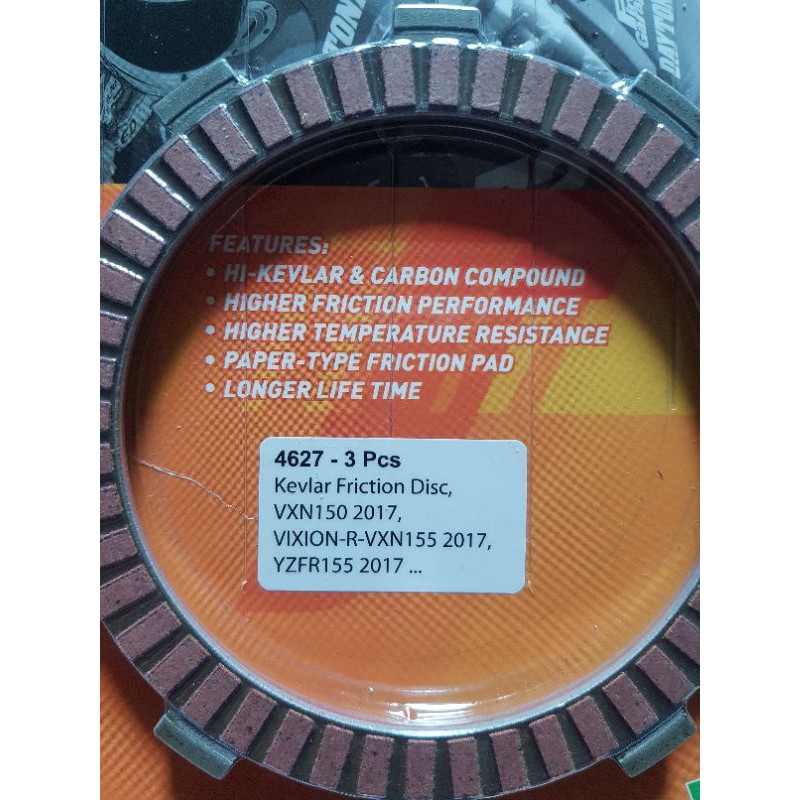 DAYTONA
FEATURES:
• HI-KEVLAR & CARBON COMPOUND
• HIGHER FRICTION PERFORMANCE
• HIGHER TEMPERATURE RESISTANCE
• PAPER-TYPE FRICTION PAD
• LONGER LIFE TIME
4627 - 3 Pcs
Kevlar Friction Disc,
VXN150 2017,
VIXION-R-VXN155 2017,
YZFR155 2017 ...